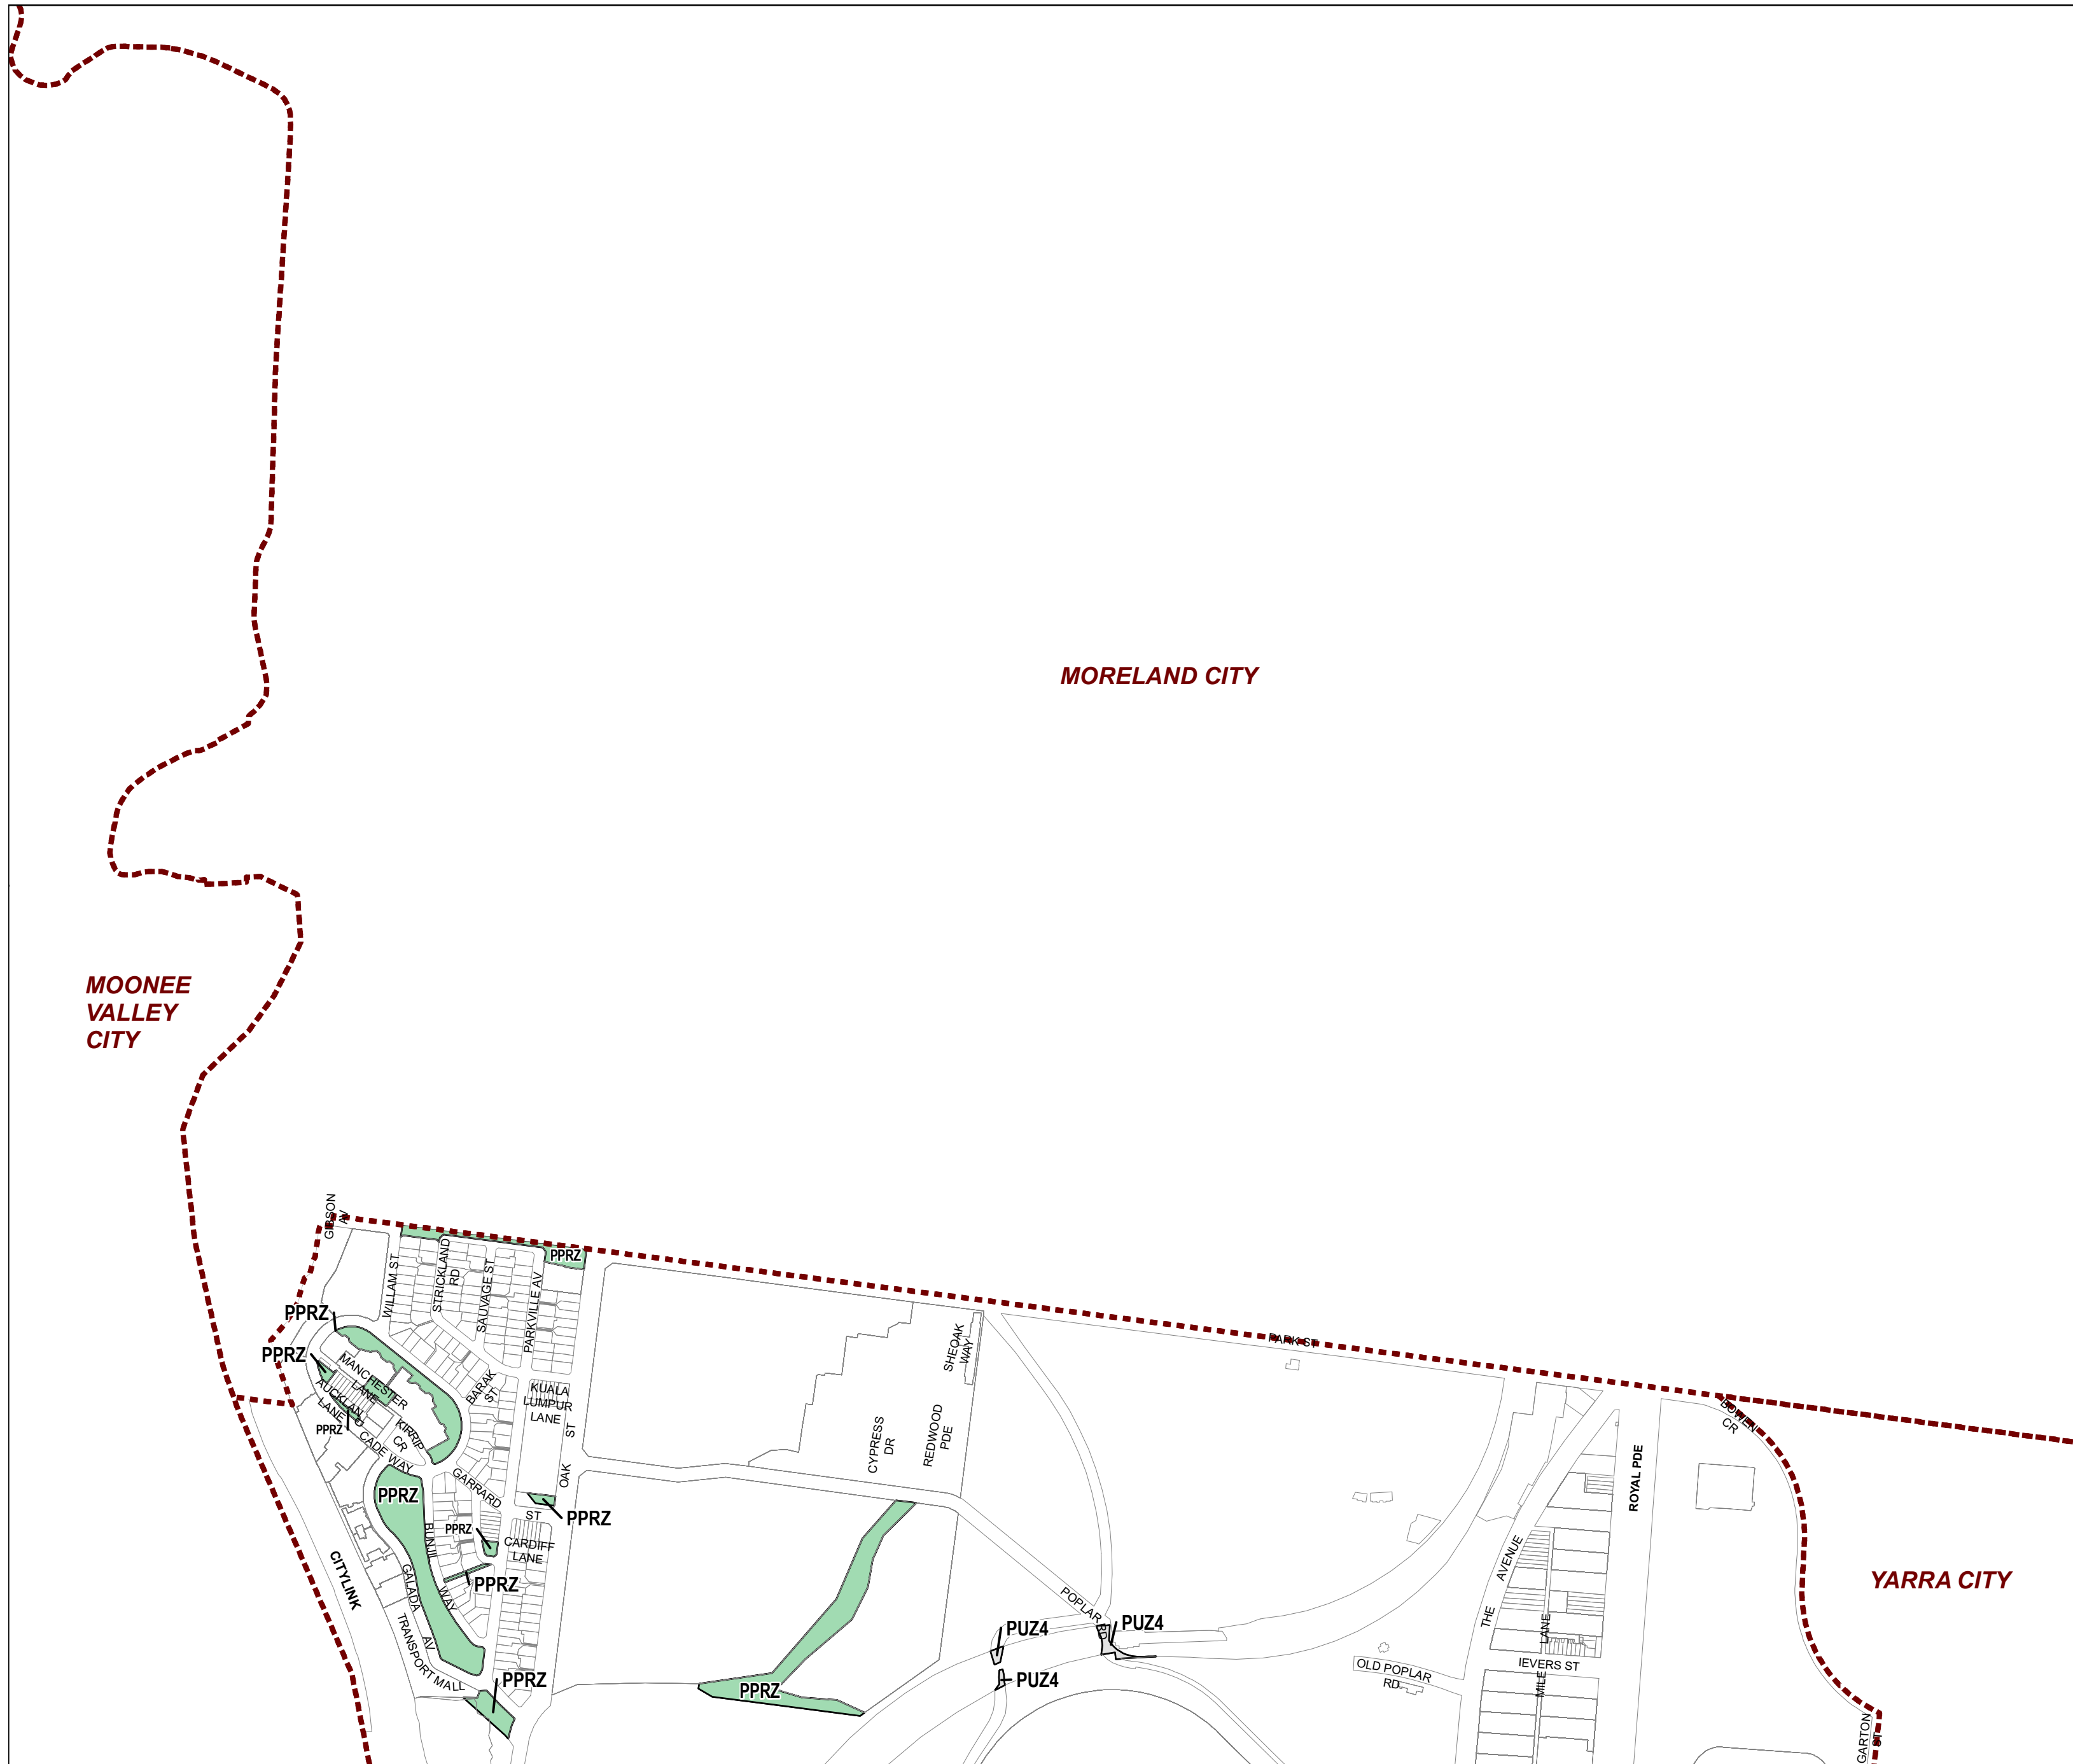 MORELAND CITY
MOONEE
VALLEY
CITY
GIBSON
AV
PPRZ
WILLAM ST
STRICKLAND
RD
SAUVAGE ST
PARKVILLE AV
PPRZ
PPRZ
MANCHESTER
LANE
AUCKLAND
LANE
PPRZ
KIRRIP
CR
CADE WAY
BARAK
ST
KUALA
LUMPUR
LANE
OAK ST
SHEOAK
WAY
CYPRESS
DR
REDWOOD
PDE
PARK ST
BOWEN
CR
ROYAL PDE
GARRARD
ST
PPRZ
PPRZ
PPRZ
CARDIFF
LANE
PPRZ
BUNJIL
WAY
GALADA
AV
CITYLINK
TRANSPORT MALL
PPRZ
PPRZ
POPLAR RD
PUZ4
PUZ4
PUZ4
THE AVENUE
MILE LANE
IEVERS ST
OLD POPLAR
RD
YARRA CITY
GARTON
ST